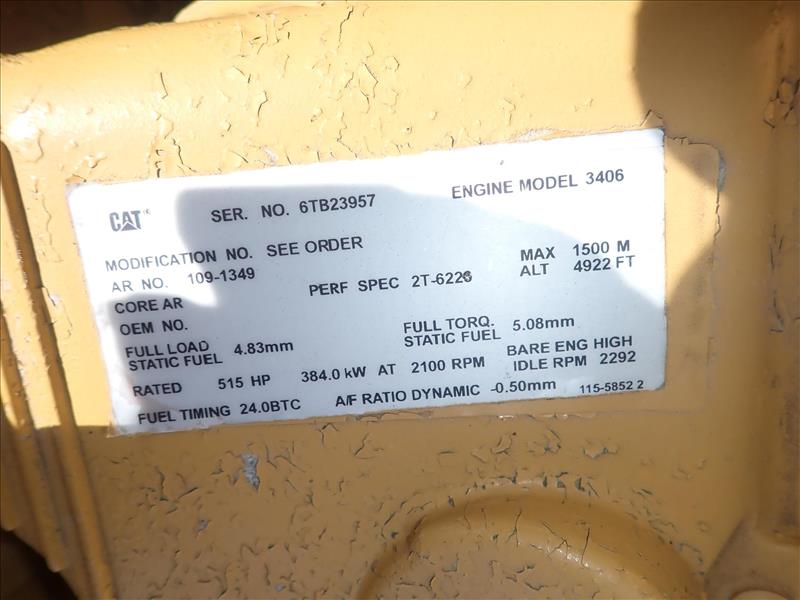 CAT® SER. NO. 6TB23957 ENGINE MODEL 3406
MODIFICATION NO. SEE ORDER
AR NO. 109-1349 PERF SPEC 2T-6226 MAX ALT 1500 M 4922 FT
CORE AR
OEM NO.
FULL LOAD STATIC FUEL 4.83mm FULL TORQ. STATIC FUEL 5.08mm
RATED 515 HP 384.0 kW AT 2100 RPM BARE ENG HIGH IDLE RPM 2292
FUEL TIMING 24.0BTC A/F RATIO DYNAMIC -0.50mm 115-5852 2